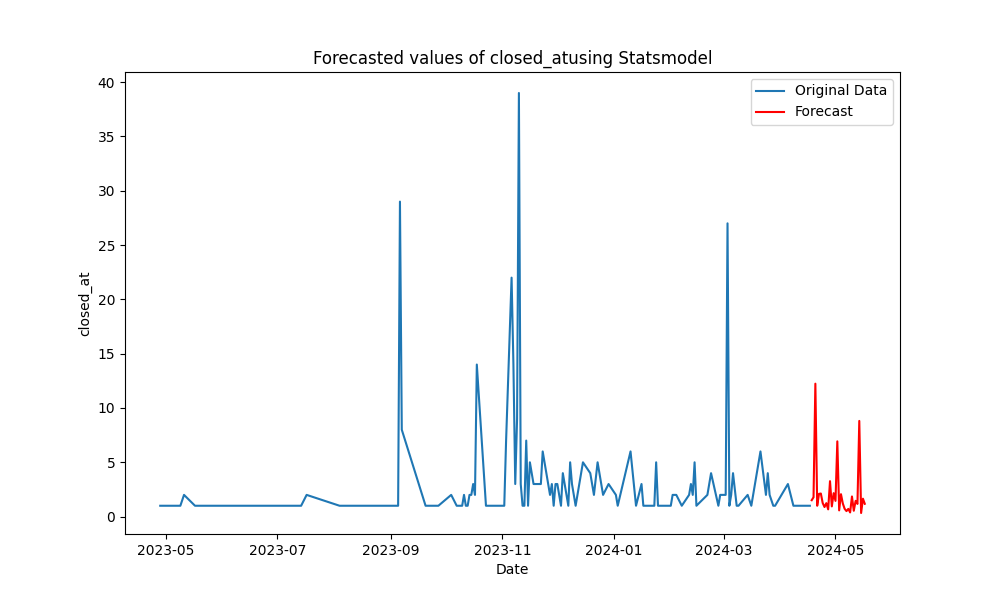 Forecasted values of closed_atusing Statsmodel
Original Data
Forecast
closed_at
40
35
30
25
20
15
10
5
0
2023-05 2023-07 2023-09 2023-11 2024-01 2024-03 2024-05
Date